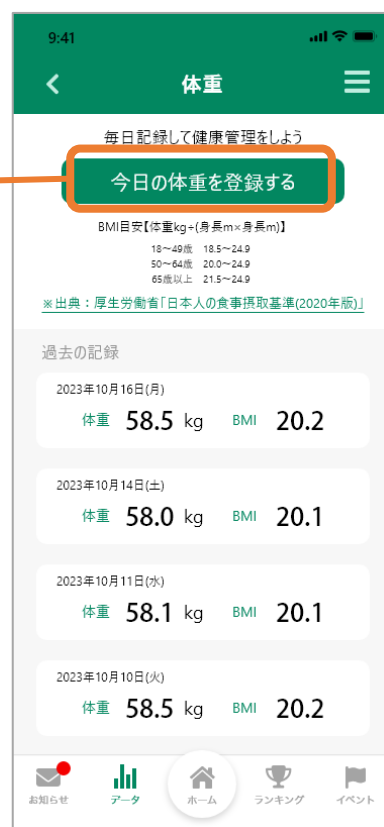 9:41
体重
毎日記録して健康管理をしよう
今日の体重を登録する
BMI目安【体重kg÷(身長m×身長m)】
18〜49歳 18.5〜24.9
50〜64歳 20.0〜24.9
65歳以上 21.5〜24.9
※出典：厚生労働省「日本人の食事摂取基準(2020年版)」
過去の記録
2023年10月16日(月)
体重 58.5 kg BMI 20.2
2023年10月14日(土)
体重 58.0 kg BMI 20.1
2023年10月11日(水)
体重 58.1 kg BMI 20.1
2023年10月10日(火)
体重 58.5 kg BMI 20.2
お知らせ データ ホーム ランキング イベント